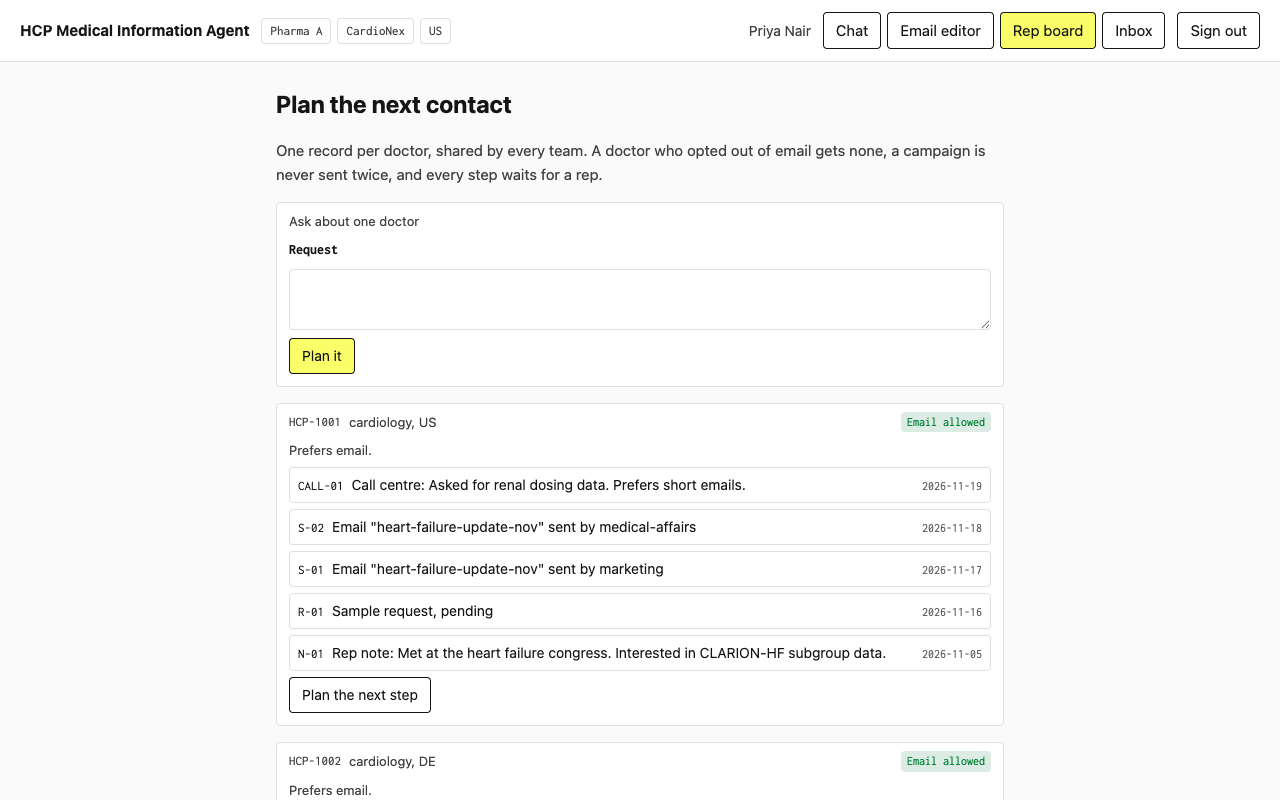 HCP Medical Information Agent
Pharma A
CardioNex
US
Priya Nair
Chat
Email editor
Rep board
Inbox
Sign out
Plan the next contact
One record per doctor, shared by every team. A doctor who opted out of email gets none, a campaign is
never sent twice, and every step waits for a rep.
Ask about one doctor
Request
Plan it
HCP-1001 cardiology, US
Email allowed
Prefers email.
CALL-01 Call centre: Asked for renal dosing data. Prefers short emails. 2026-11-19
S-02 Email "heart-failure-update-nov" sent by medical-affairs 2026-11-18
S-01 Email "heart-failure-update-nov" sent by marketing 2026-11-17
R-01 Sample request, pending 2026-11-16
N-01 Rep note: Met at the heart failure congress. Interested in CLARION-HF subgroup data. 2026-11-05
Plan the next step
HCP-1002 cardiology, DE
Email allowed
Prefers email.